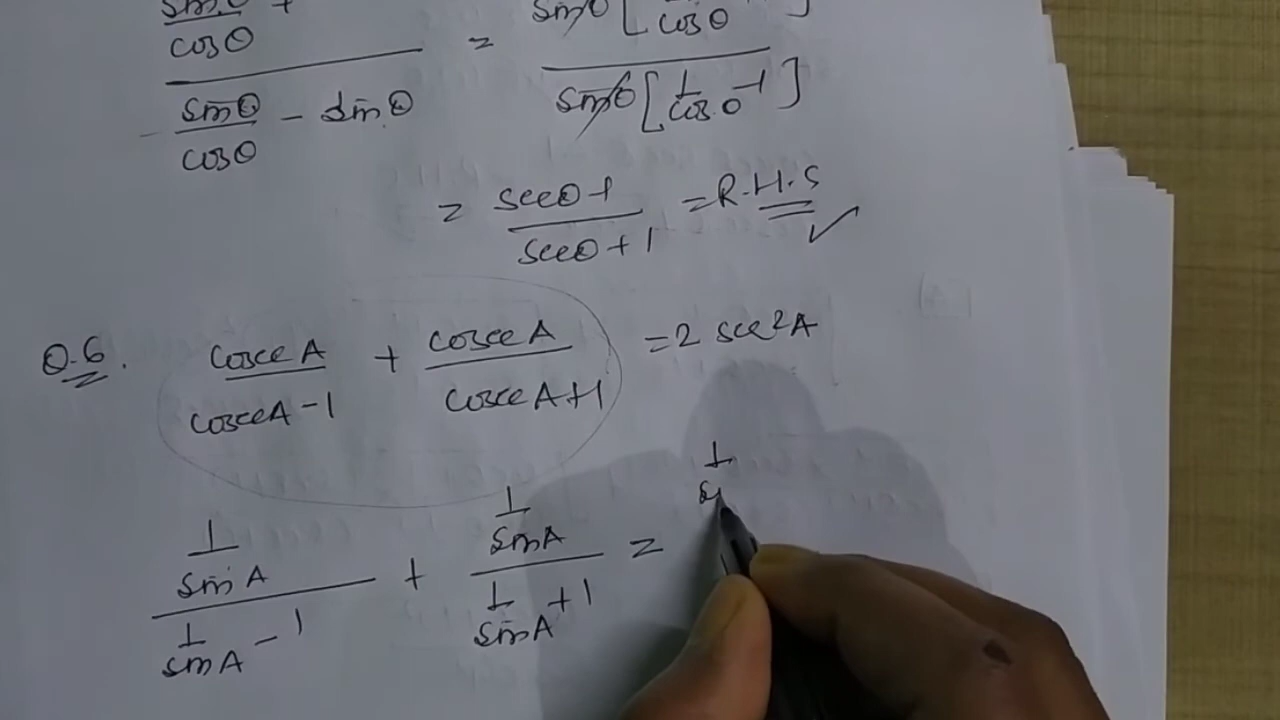 sinθ +
cosθ
sinθ - sinθ
cosθ
= sinθ [
cosθ ]
sinθ [ 1 -1 ]
cosθ
= secθ+1 = R.H.S
secθ+1
Q.6. cosecA + cosecA = 2 sec²A
cosecA-1 cosecA+1
1 1 1
sinA + sinA =
1 - 1 1 +1
sinA sinA